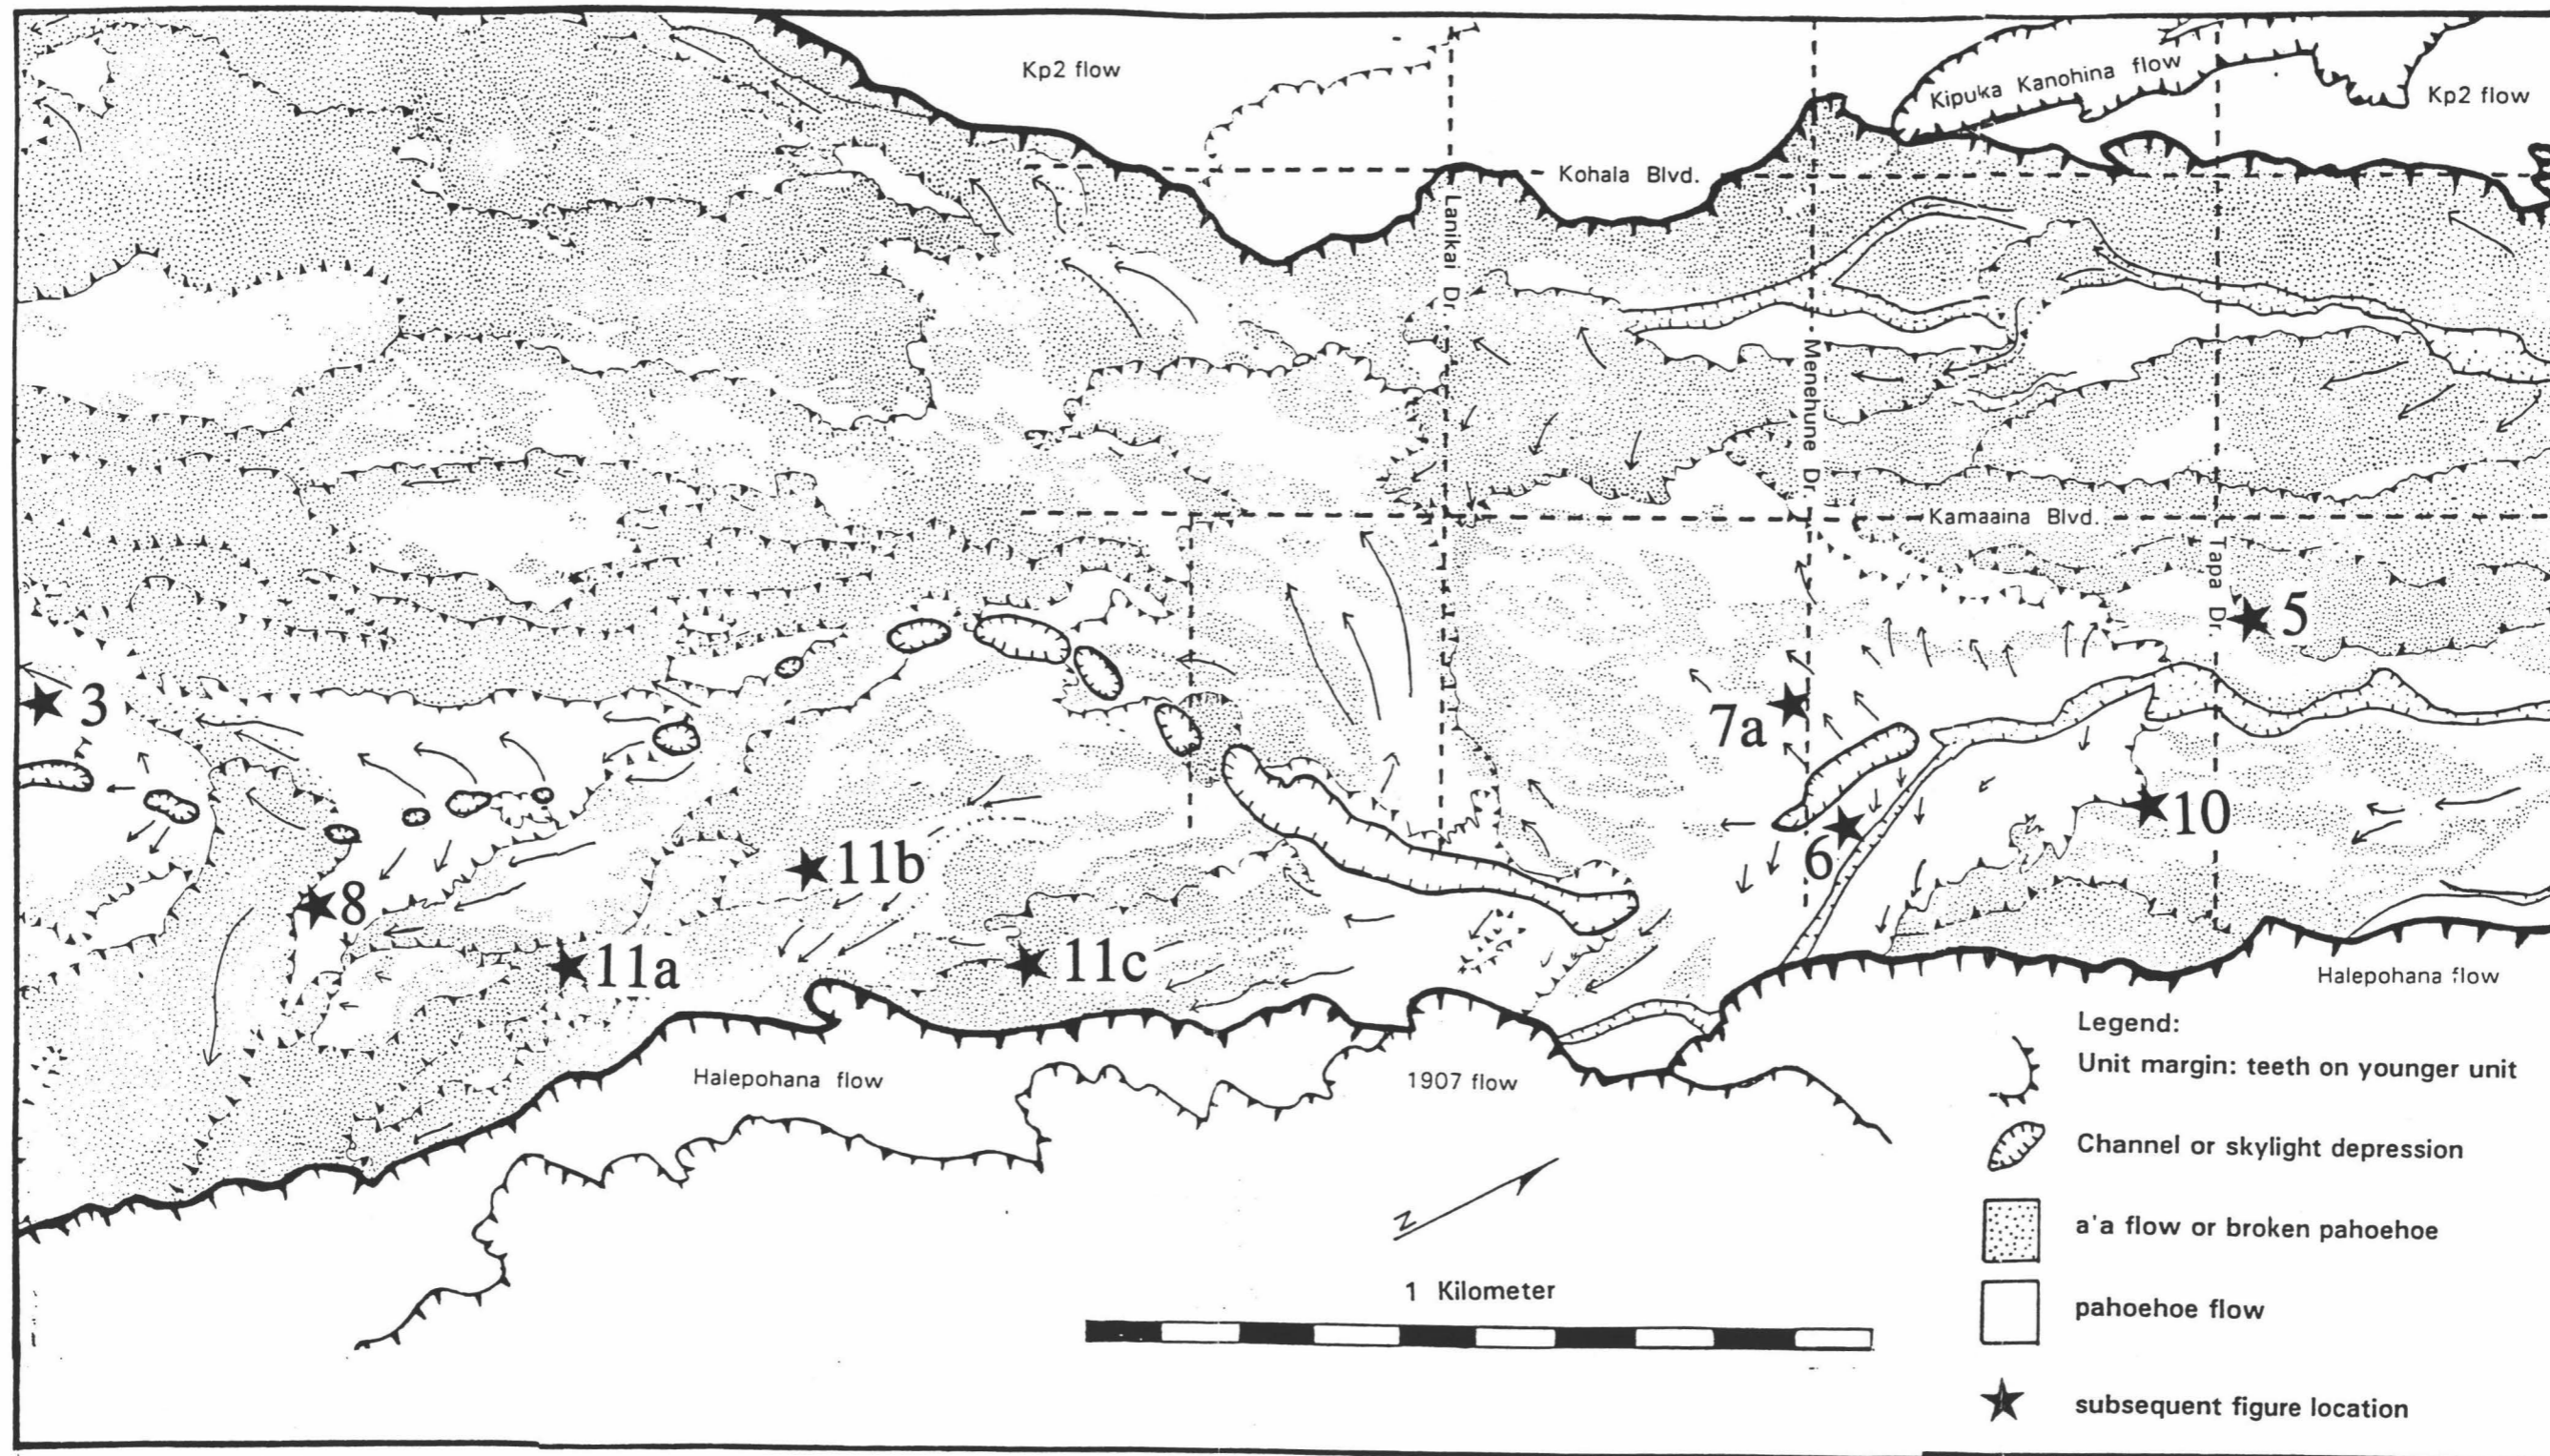 Kp2 flow
Kipuka Kanohina flow
Kp2 flow
Kohala Blvd.
Lanikai Dr.
Menehune Dr.
Kamaaina Blvd.
Tapa Dr.
5
3
7a
6
10
11b
8
11a
11c
Halepohana flow
Halepohana flow
1907 flow
Legend:
Unit margin: teeth on younger unit
Channel or skylight depression
a'a flow or broken pahoehoe
pahoehoe flow
subsequent figure location
N
1 Kilometer